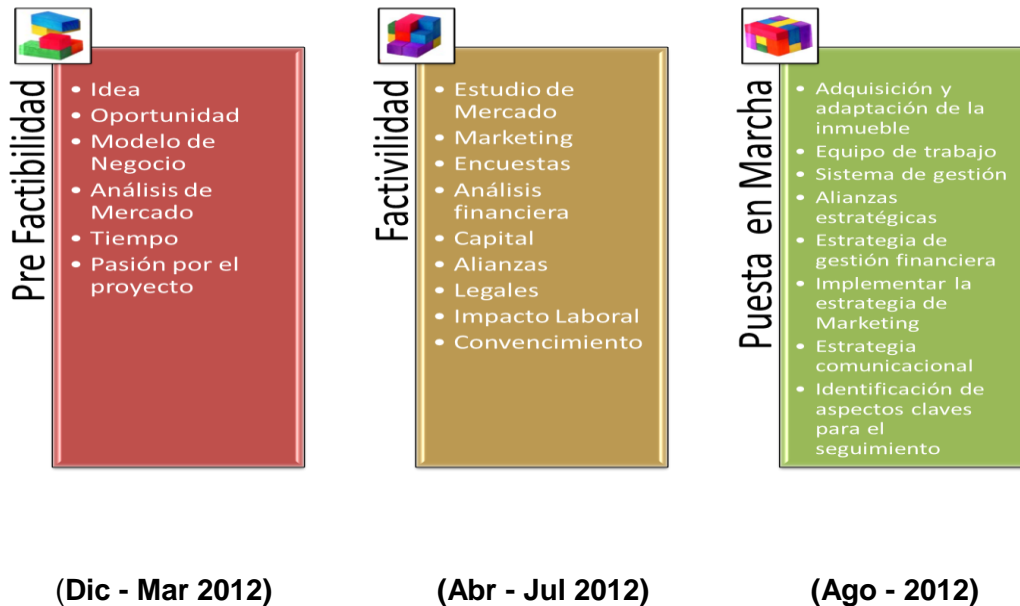 Pre Factibilidad
• Idea
• Oportunidad
• Modelo de
Negocio
• Análisis de
Mercado
• Tiempo
• Pasión por el
proyecto
Factivilidad
• Estudio de
Mercado
• Marketing
• Encuestas
• Análisis
financiera
• Capital
• Alianzas
• Legales
• Impacto Laboral
• Convencimiento
Puesta en Marcha
• Adquisición y
adaptación de la
inmueble
• Equipo de trabajo
• Sistema de gestión
• Alianzas
estratégicas
• Estrategia de
gestión financiera
• Implementar la
estrategia de
Marketing
• Estrategia
comunicacional
• Identificación de
aspectos claves
para el
seguimiento
(Dic - Mar 2012)
(Abr - Jul 2012)
(Ago - 2012)